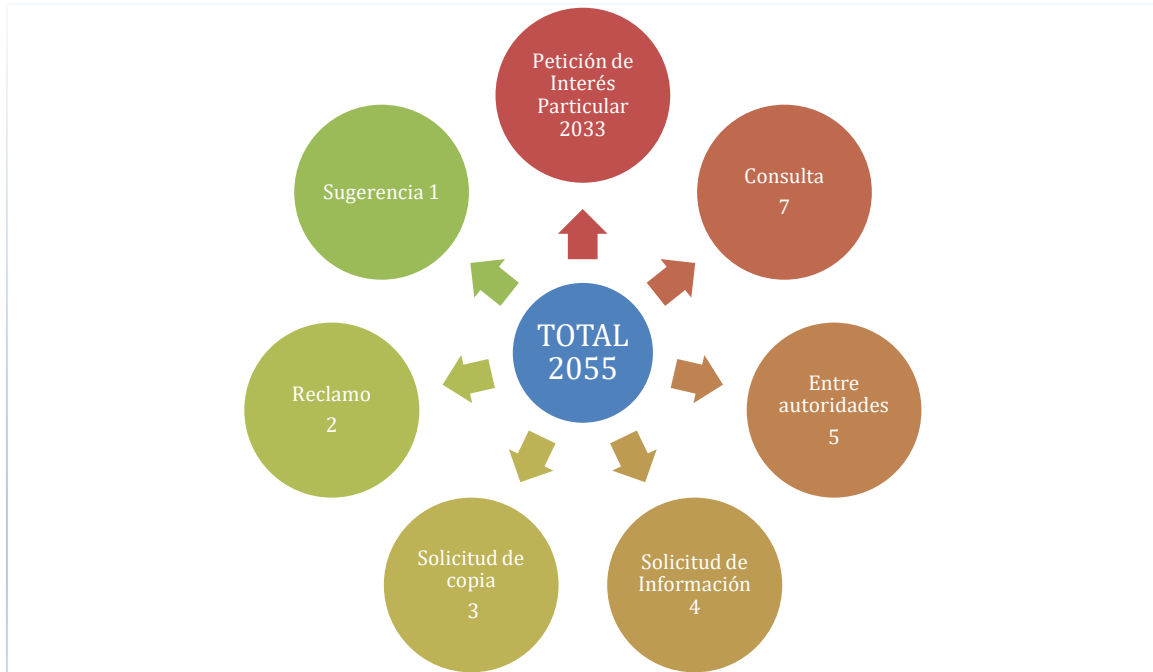 Petición de
Interés
Particular
2033
Consulta
7
Entre
autoridades
5
Solicitud de
Información
4
Solicitud de
copia
3
Reclamo
2
Sugerencia 1
TOTAL
2055